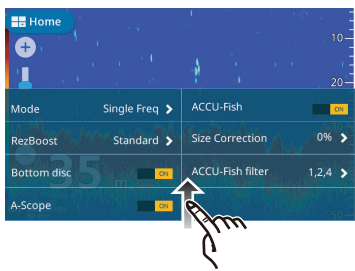 Home
10
20
Mode Single Freq
ACCU-Fish ON
RezBoost Standard
Size Correction 0%
Bottom disc ON
ACCU-Fish filter 1,2,4
35
A-Scope ON